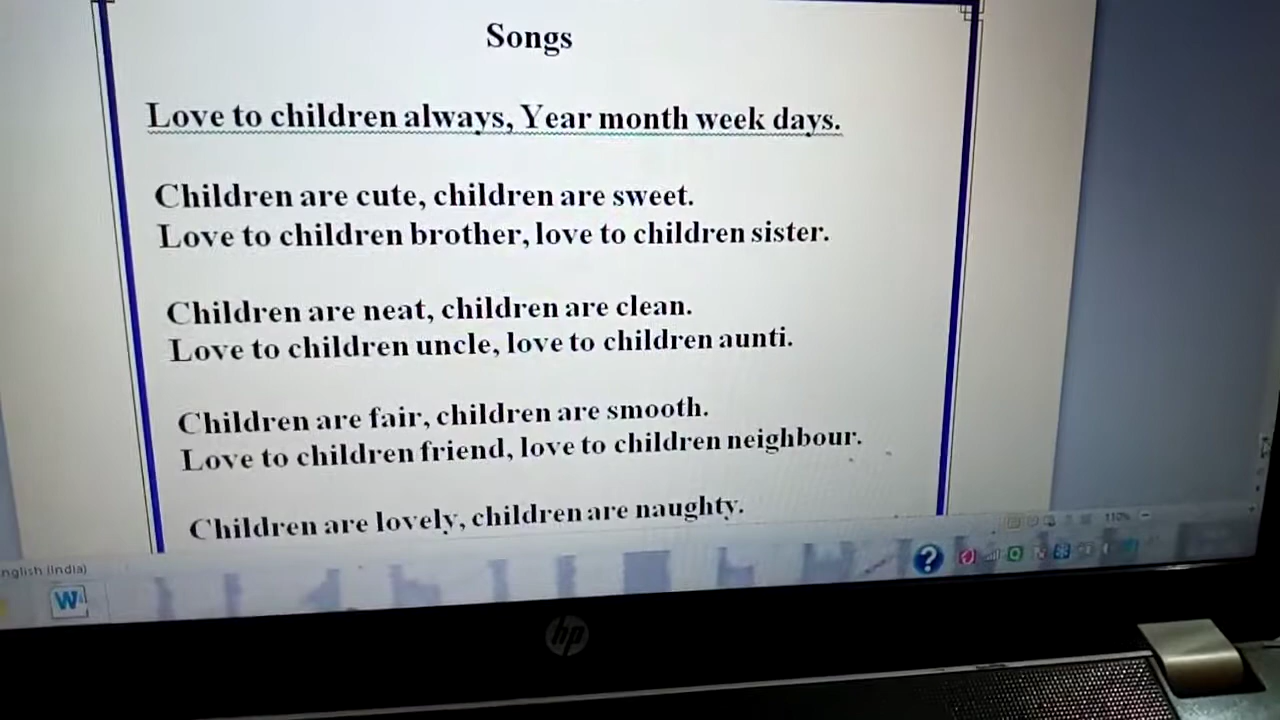 Songs
Love to children always, Year month week days.
Children are cute, children are sweet.
Love to children brother, love to children sister.
Children are neat, children are clean.
Love to children uncle, love to children aunti.
Children are fair, children are smooth.
Love to children friend, love to children neighbour.
Children are lovely, children are naughty.
110%
nglish (India)
W
?
hp